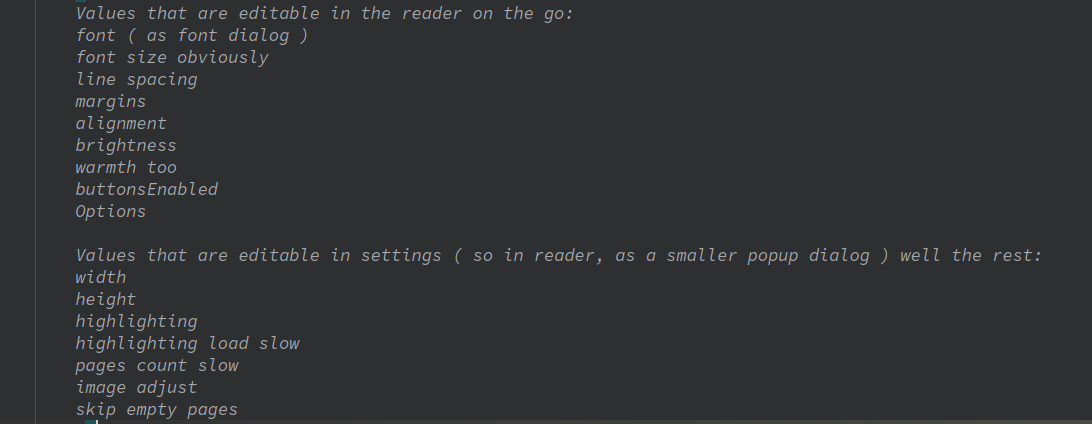 Values that are editable in the reader on the go:
font ( as font dialog )
font size obviously
line spacing
margins
alignment
brightness
warmth too
buttonsEnabled
Options
Values that are editable in settings ( so in reader, as a smaller popup dialog ) well the rest:
width
height
highlighting
highlighting load slow
pages count slow
image adjust
skip empty pages